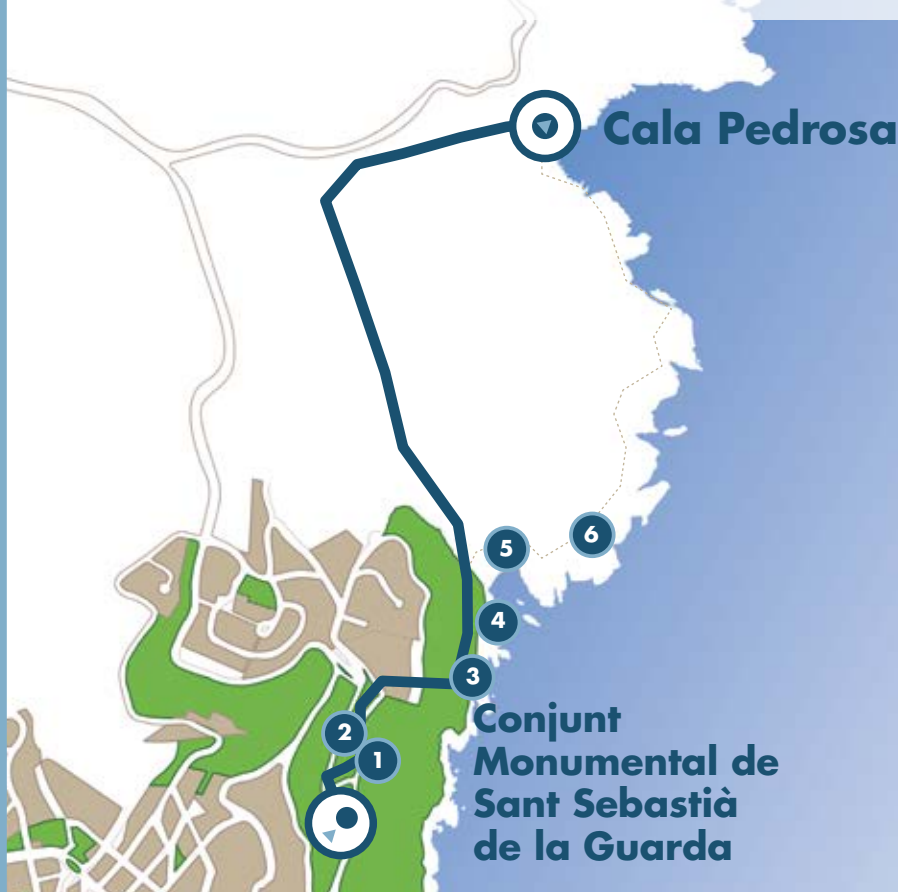 Cala Pedrosa
6
5
4
3
Conjunt
Monumental de
Sant Sebastià
de la Guarda
2
1